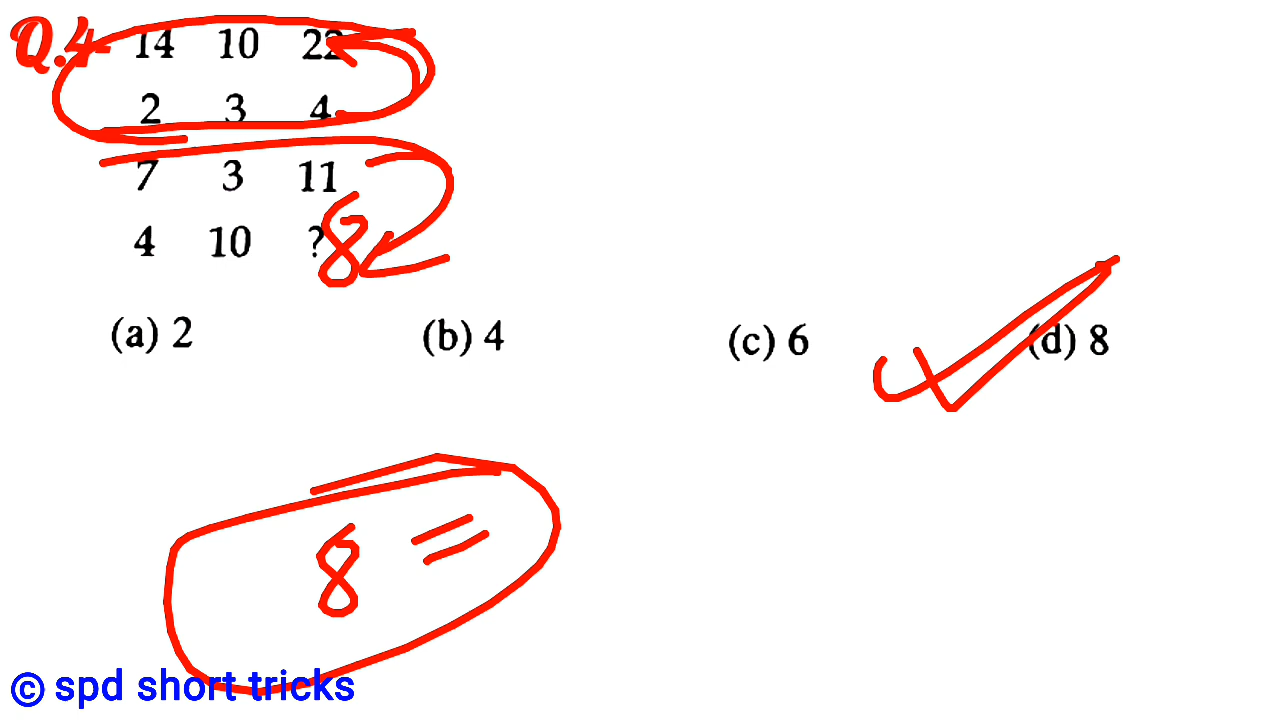 Q.4- 14 10 22
2 3 4
7 3 11
4 10 ? 8
(a) 2 (b) 4 (c) 6 (d) 8
8 =
© spd short tricks